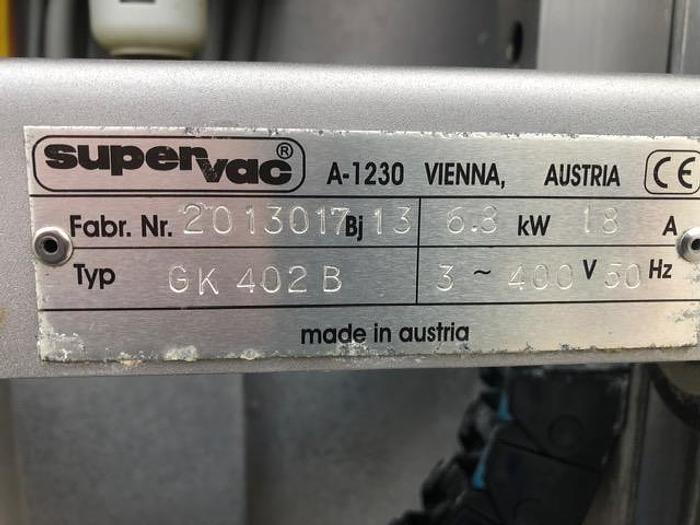 supervac® A-1230 VIENNA, AUSTRIA CE
Fabr. Nr. 2013017 Bj 13 6.3 kW 18 A
Typ GK 402 B 3 ~ 400 V 50 Hz
made in austria